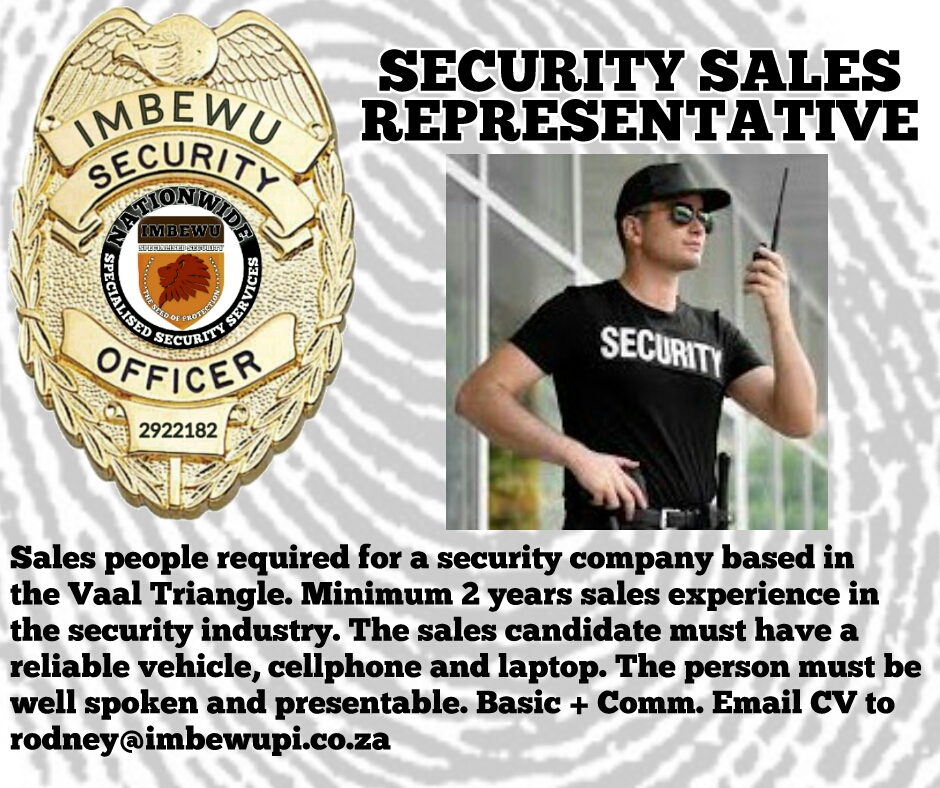 SECURITY SALES
REPRESENTATIVE
IMBEWU
SECURITY
NATIONWIDE
IMBEWU
SPECIALISED SECURITY
THE SEED OF PROTECTION
SPECIALISED SECURITY SERVICES
OFFICER
2922182
SECURITY
Sales people required for a security company based in
the Vaal Triangle. Minimum 2 years sales experience in
the security industry. The sales candidate must have a
reliable vehicle, cellphone and laptop. The person must be
well spoken and presentable. Basic + Comm. Email CV to
rodney@imbewupi.co.za